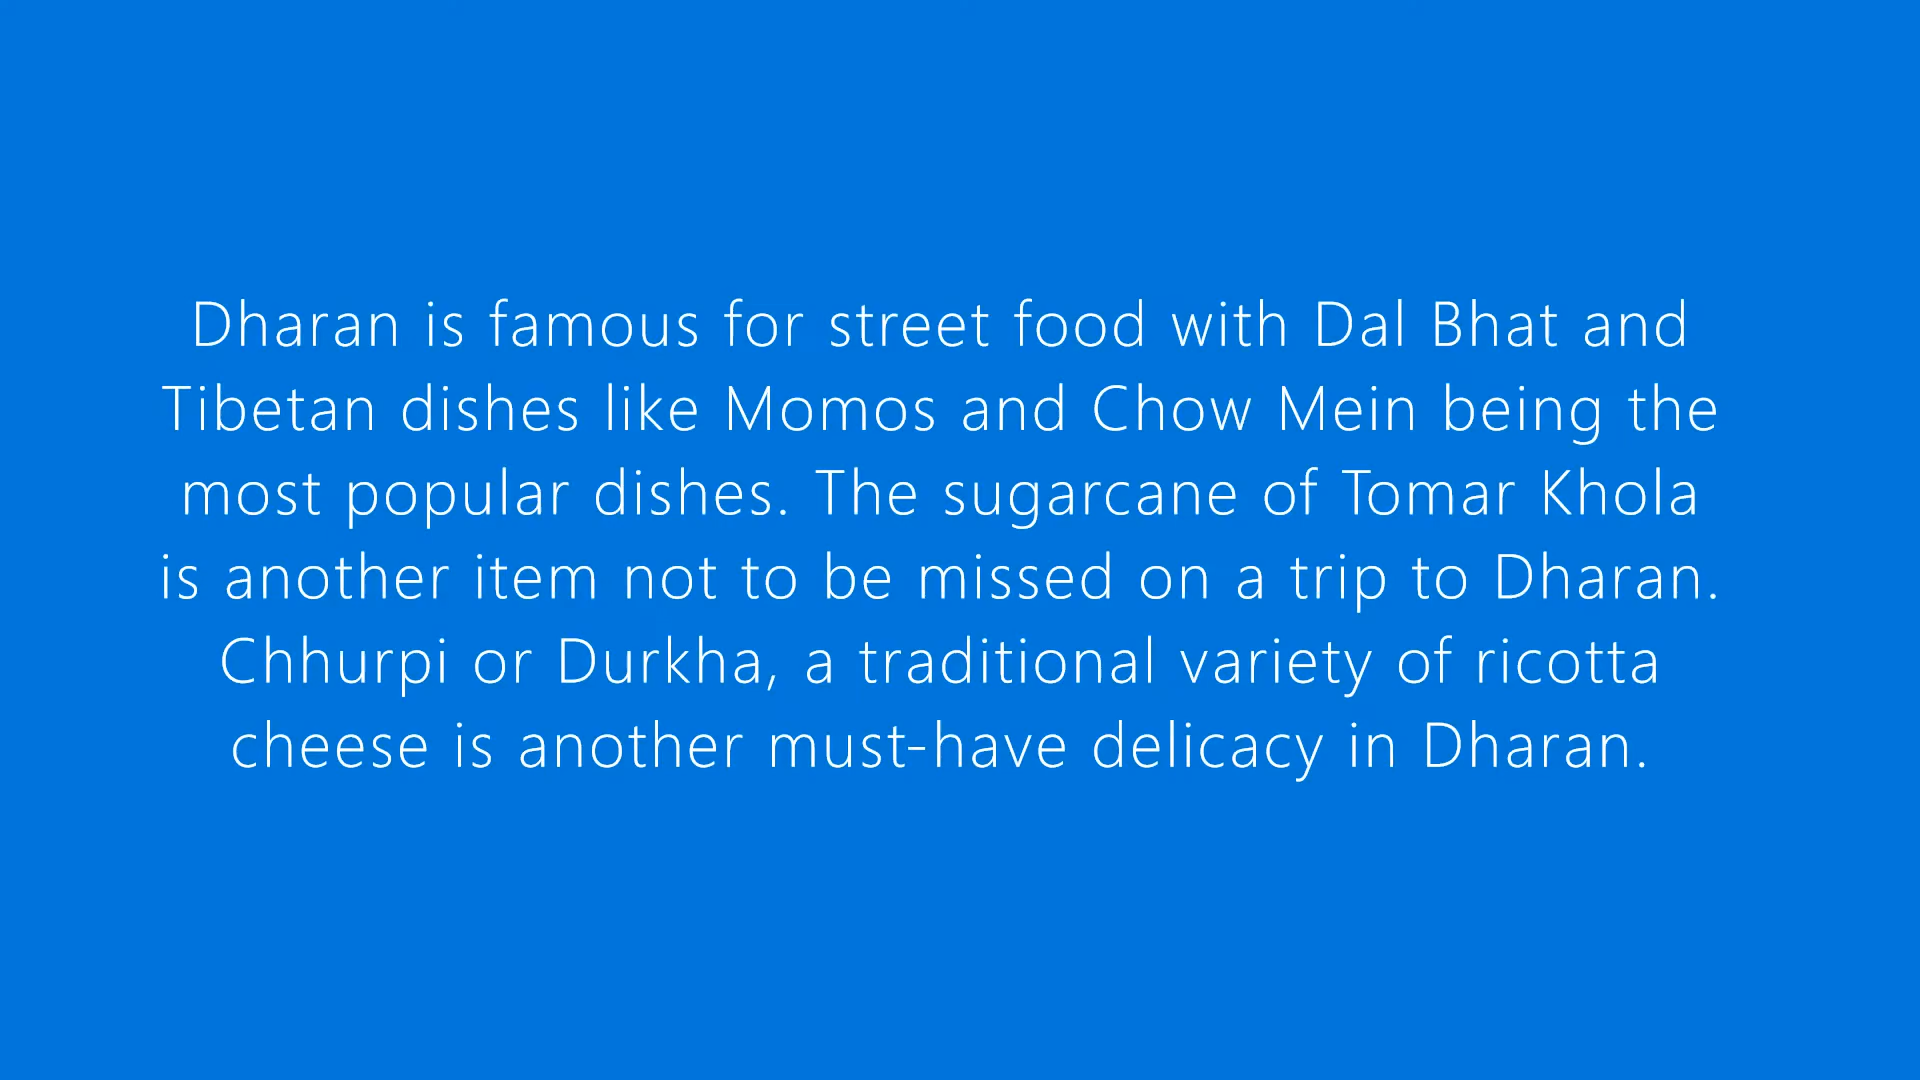 Dharan is famous for street food with Dal Bhat and
Tibetan dishes like Momos and Chow Mein being the
most popular dishes. The sugarcane of Tomar Khola
is another item not to be missed on a trip to Dharan.
Chhurpi or Durkha, a traditional variety of ricotta
cheese is another must-have delicacy in Dharan.